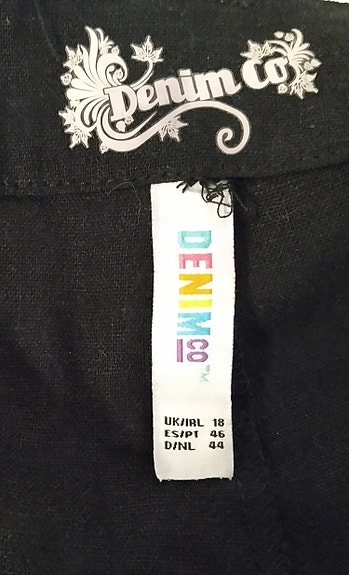 Denim Co
DENIM
CO™
UK/IRL 18
ES/PT 46
D/NL 44